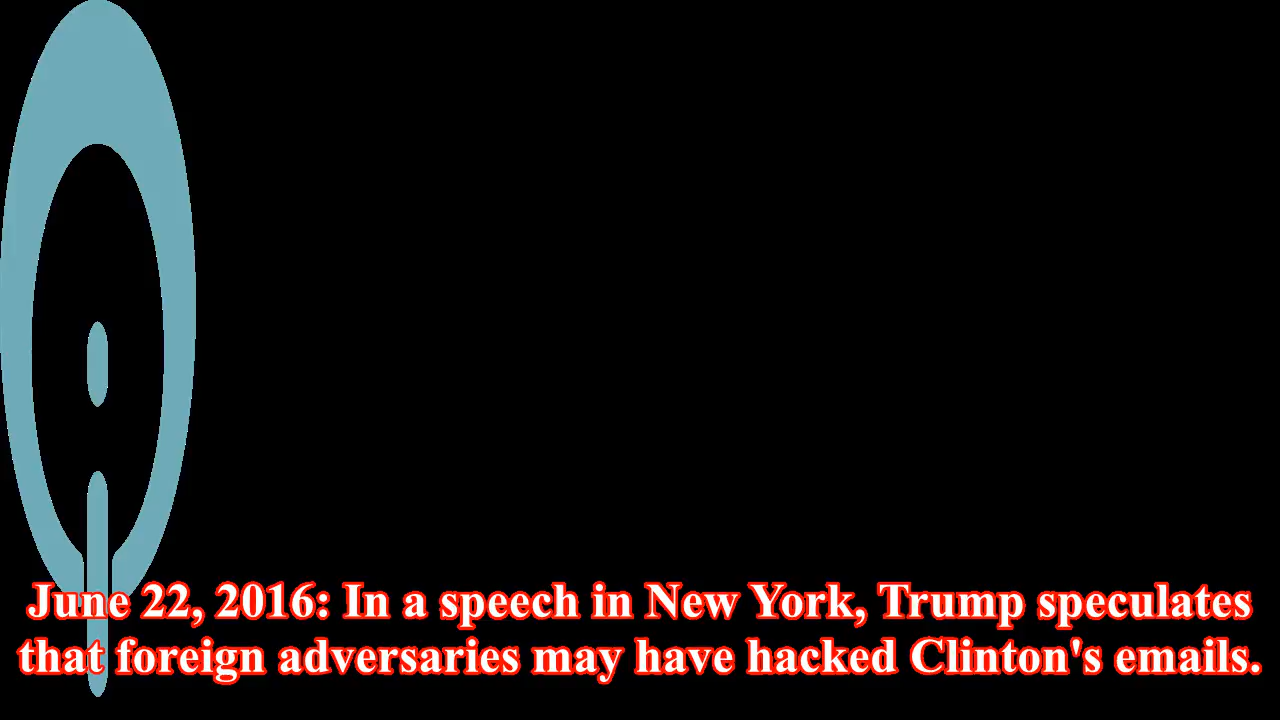 June 22, 2016: In a speech in New York, Trump speculates
that foreign adversaries may have hacked Clinton's emails.